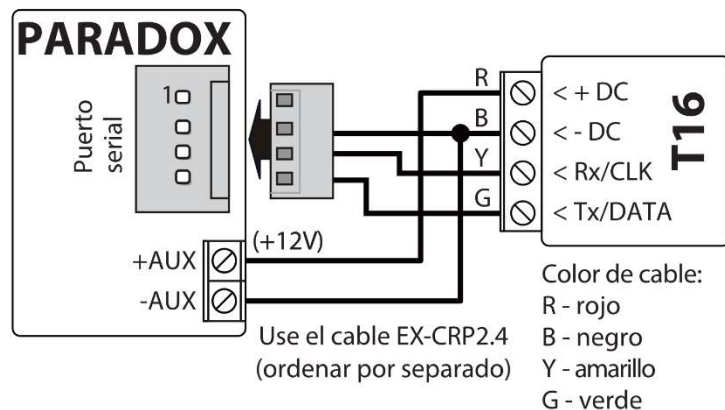 PARADOX
Puerto
serial
1
+AUX
-AUX
(+12V)
R
B
Y
G
< + DC
< - DC
< Rx/CLK
< Tx/DATA
T16
Use el cable EX-CRP2.4
(ordenar por separado)
Color de cable:
R - rojo
B - negro
Y - amarillo
G - verde